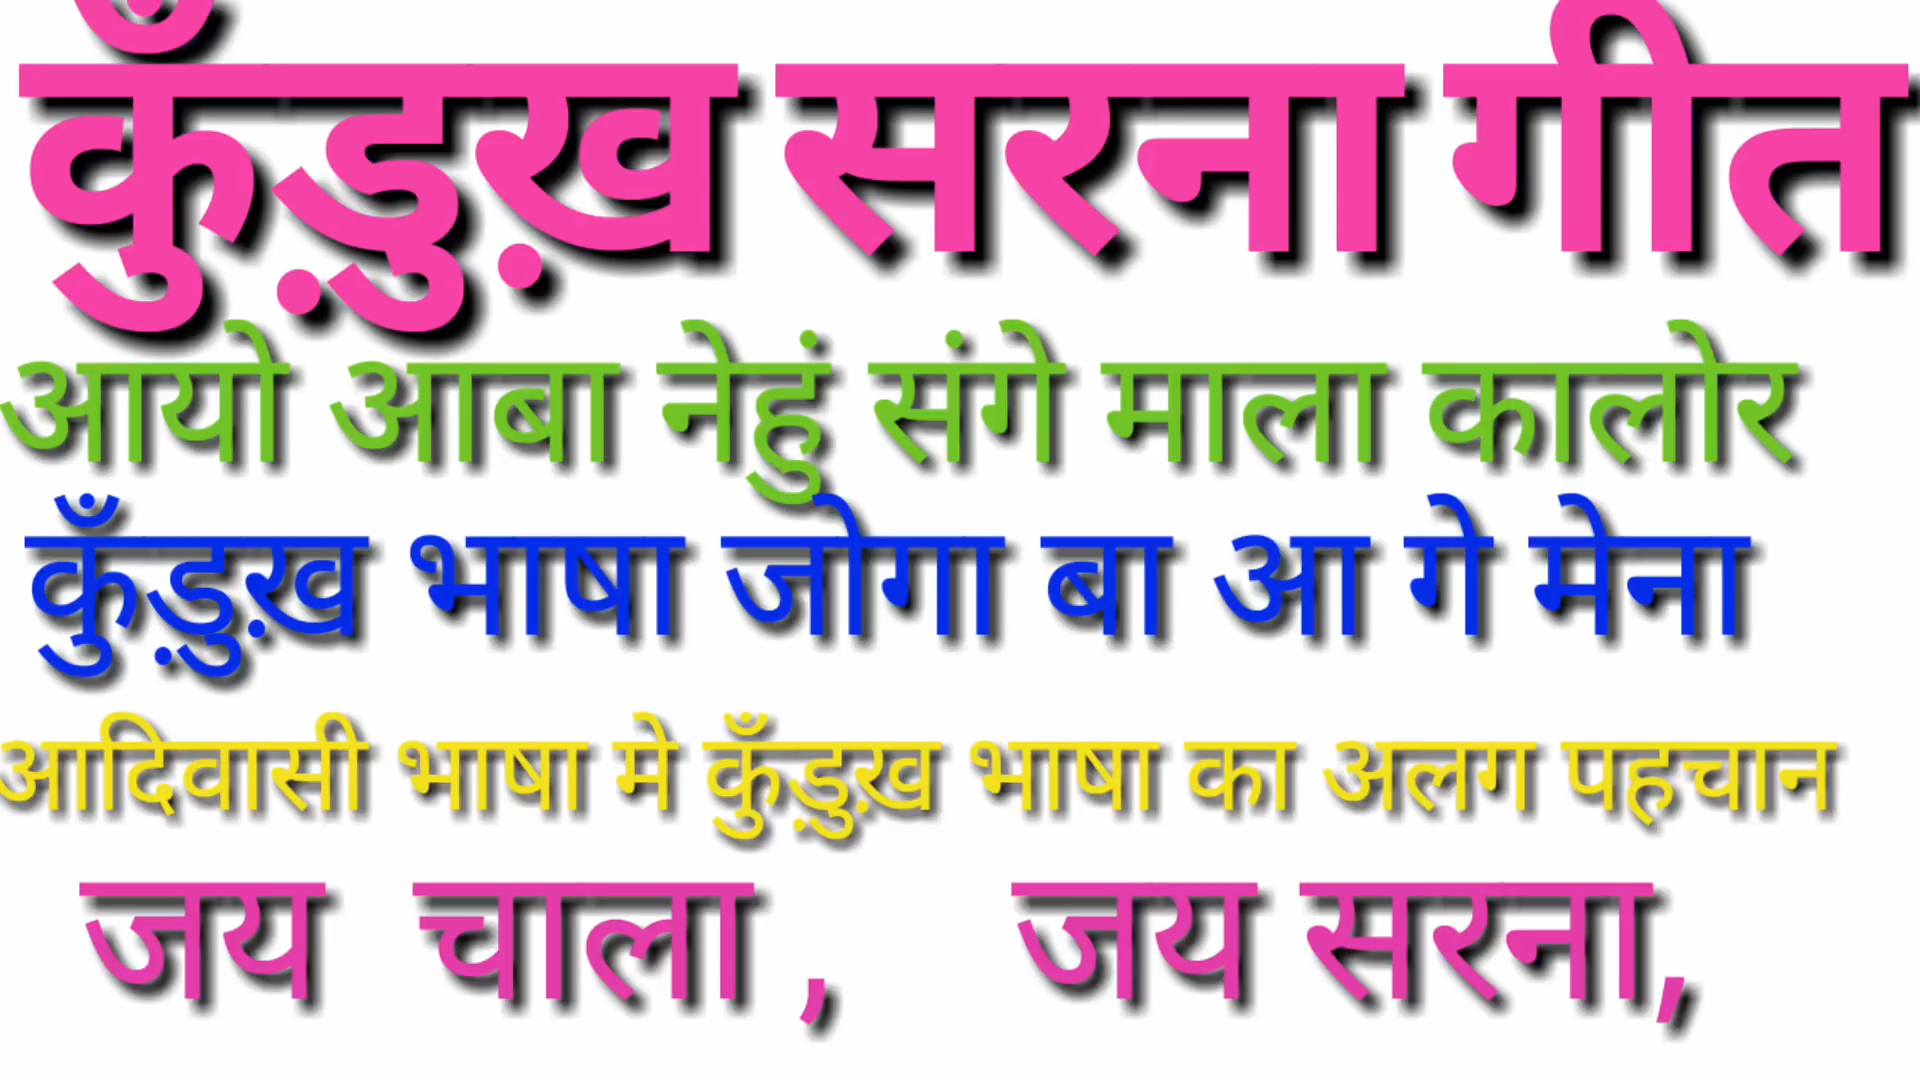 कुँड़ुख़ सरना गीत
आयो आबा नेहुं संगे माला कालोर
कुँड़ुख़ भाषा जोगा बा आ गे मेना
आदिवासी भाषा मे कुँड़ुख़ भाषा का अलग पहचान
जय चाला , जय सरना,